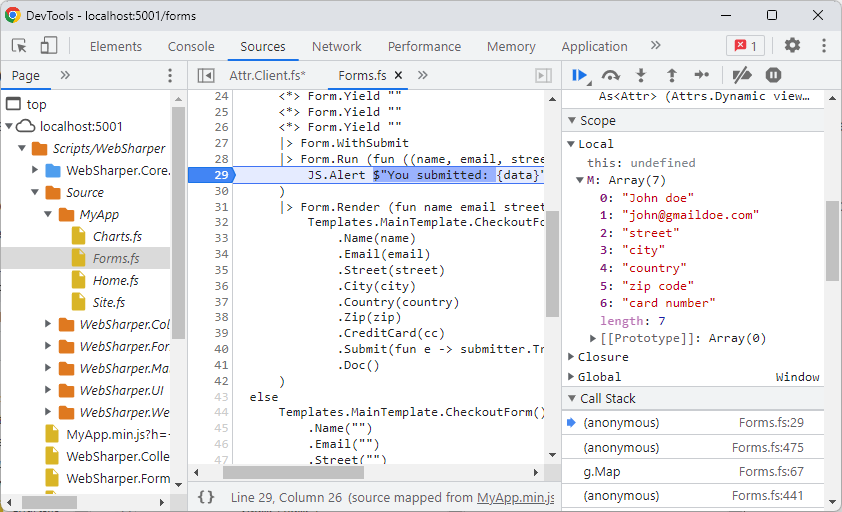 DevTools - localhost:5001/forms
Elements Console Sources Network Performance Memory Application 1
Page
Attr.Client.fs* Forms.fs
top
localhost:5001
Scripts/WebSharper
WebSharper.Core.
Source
MyApp
Charts.fs
Forms.fs
Home.fs
Site.fs
WebSharper.Col
WebSharper.For
WebSharper.Ma
WebSharper.UI
WebSharper.We
MyApp.min.js?h=-
WebSharper.Colle
WebSharper.Form
24 <*> Form.Yield ""
25 <*> Form.Yield ""
26 <*> Form.Yield ""
27 |> Form.WithSubmit
28 |> Form.Run (fun ((name, email, stree
29 JS.Alert $"You submitted: {data}"
30 )
31 |> Form.Render (fun name email street
32 Templates.MainTemplate.CheckoutFo
33 .Name(name)
34 .Email(email)
35 .Street(street)
36 .City(city)
37 .Country(country)
38 .Zip(zip)
39 .CreditCard(cc)
40 .Submit(fun e -> submitter.Tr
41 .Doc()
42 )
43 else
44 Templates.MainTemplate.CheckoutForm()
45 .Name("")
46 .Email("")
47 .Street("")
{} Line 29, Column 26 (source mapped from MyApp.min.js
As<Attr> (Attrs.Dynamic view…
Scope
Local
this: undefined
M: Array(7)
0: "John doe"
1: "john@gmaildoe.com"
2: "street"
3: "city"
4: "country"
5: "zip code"
6: "card number"
length: 7
[[Prototype]]: Array(0)
Closure
Global Window
Call Stack
(anonymous) Forms.fs:29
(anonymous) Forms.fs:475
g.Map Forms.fs:67
(anonymous) Forms.fs:441